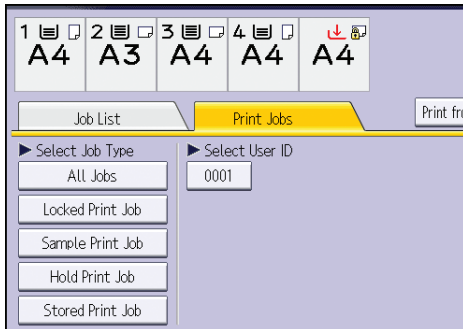 1 2 3 4
A4 A3 A4 A4 A4
Job List Print Jobs Print fr
Select Job Type Select User ID
All Jobs 0001
Locked Print Job
Sample Print Job
Hold Print Job
Stored Print Job